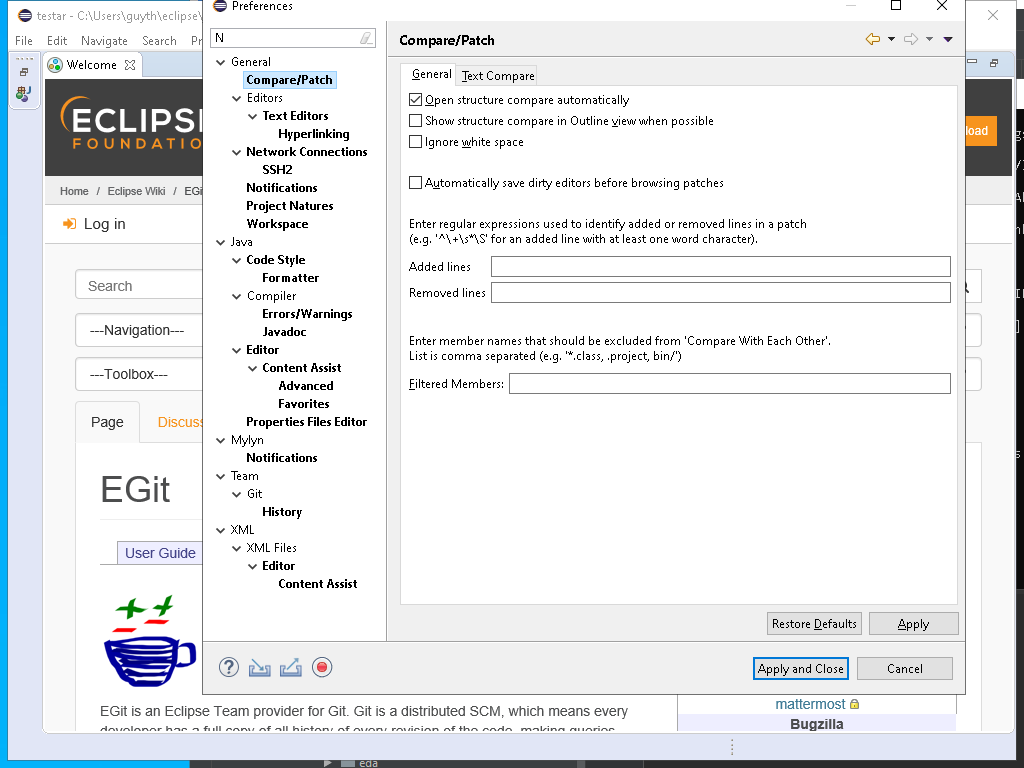 testar - C:\Users\guyth\eclipse\
File Edit Navigate Search
Welcome
ECLIPS
FOUNDATIO
Home / Eclipse Wiki / EGi
Log in
Search
---Navigation---
---Toolbox---
Page Discuss
EGit
User Guide
EGit is an Eclipse Team provider for Git. Git is a distributed SCM, which means every
developer has a full copy of all history of every revision of the code, making queries
Preferences
N
General
Compare/Patch
Editors
Text Editors
Hyperlinking
Network Connections
SSH2
Notifications
Project Natures
Workspace
Java
Code Style
Formatter
Compiler
Errors/Warnings
Javadoc
Editor
Content Assist
Advanced
Favorites
Properties Files Editor
Mylyn
Notifications
Team
Git
History
XML
XML Files
Editor
Content Assist
Compare/Patch
General Text Compare
Open structure compare automatically
Show structure compare in Outline view when possible
Ignore white space
Automatically save dirty editors before browsing patches
Enter regular expressions used to identify added or removed lines in a patch
(e.g. '^\+\s*\S' for an added line with at least one word character).
Added lines
Removed lines
Enter member names that should be excluded from 'Compare With Each Other'.
List is comma separated (e.g. '*.class, .project, bin/')
Filtered Members:
Restore Defaults Apply
Apply and Close Cancel
load
mattermost
Bugzilla
eda